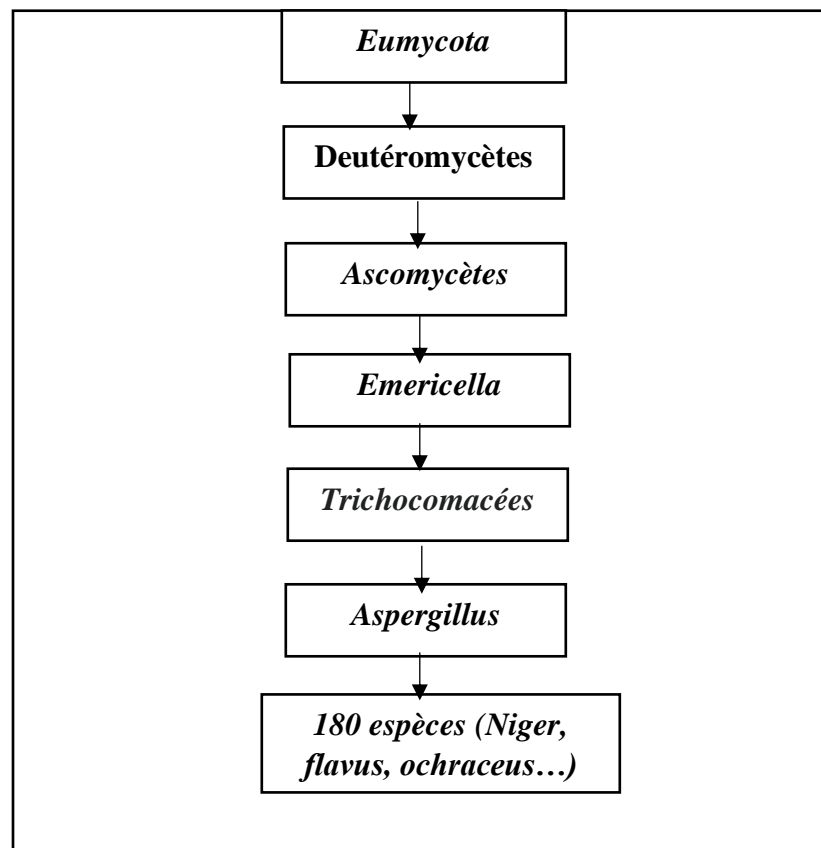 Eumycota
Deutéromycètes
Ascomycètes
Emericella
Trichocomacées
Aspergillus
180 espèces (Niger,
flavus, ochraceus…)